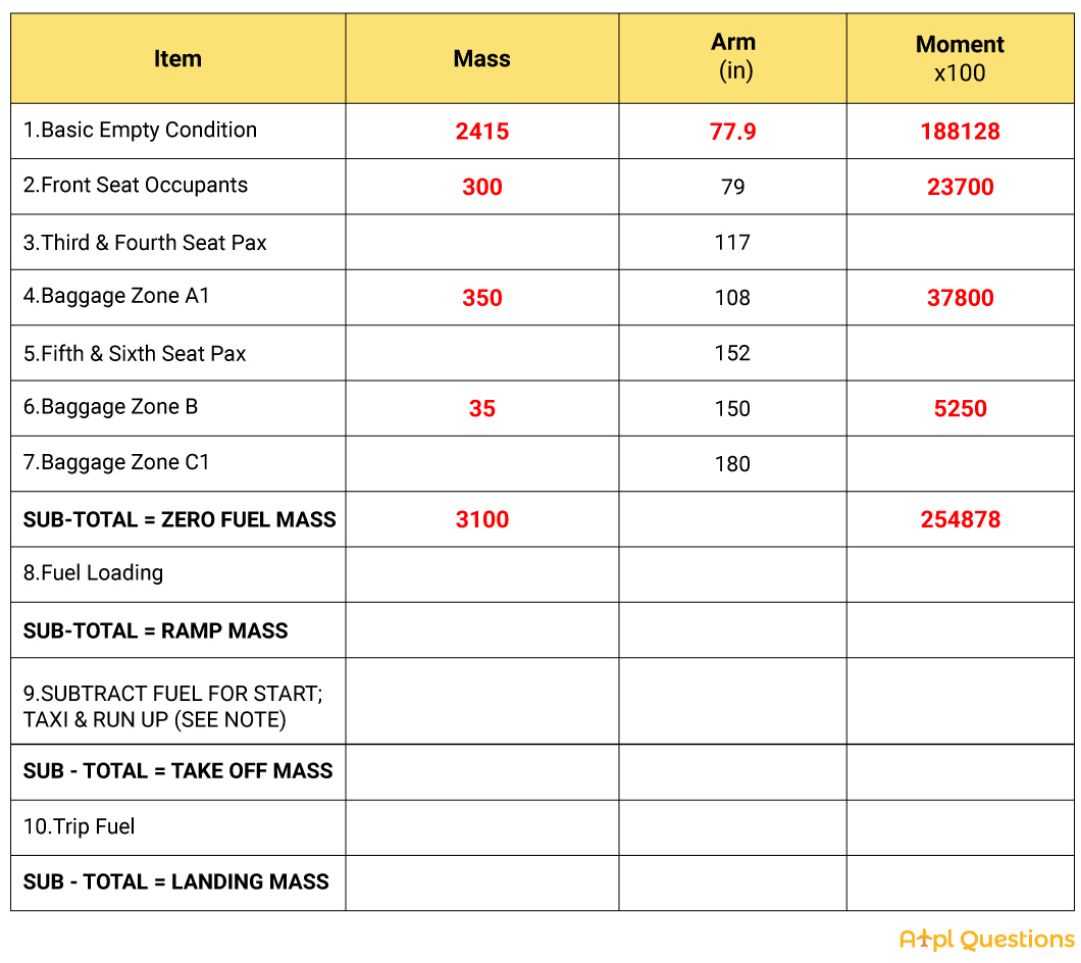 Item Mass Arm (in) Moment x100
1.Basic Empty Condition 2415 77.9 188128
2.Front Seat Occupants 300 79 23700
3.Third & Fourth Seat Pax 117
4.Baggage Zone A1 350 108 37800
5.Fifth & Sixth Seat Pax 152
6.Baggage Zone B 35 150 5250
7.Baggage Zone C1 180
SUB-TOTAL = ZERO FUEL MASS 3100 254878
8.Fuel Loading
SUB-TOTAL = RAMP MASS
9.SUBTRACT FUEL FOR START;
TAXI & RUN UP (SEE NOTE)
SUB - TOTAL = TAKE OFF MASS
10.Trip Fuel
SUB - TOTAL = LANDING MASS
Atpl Questions